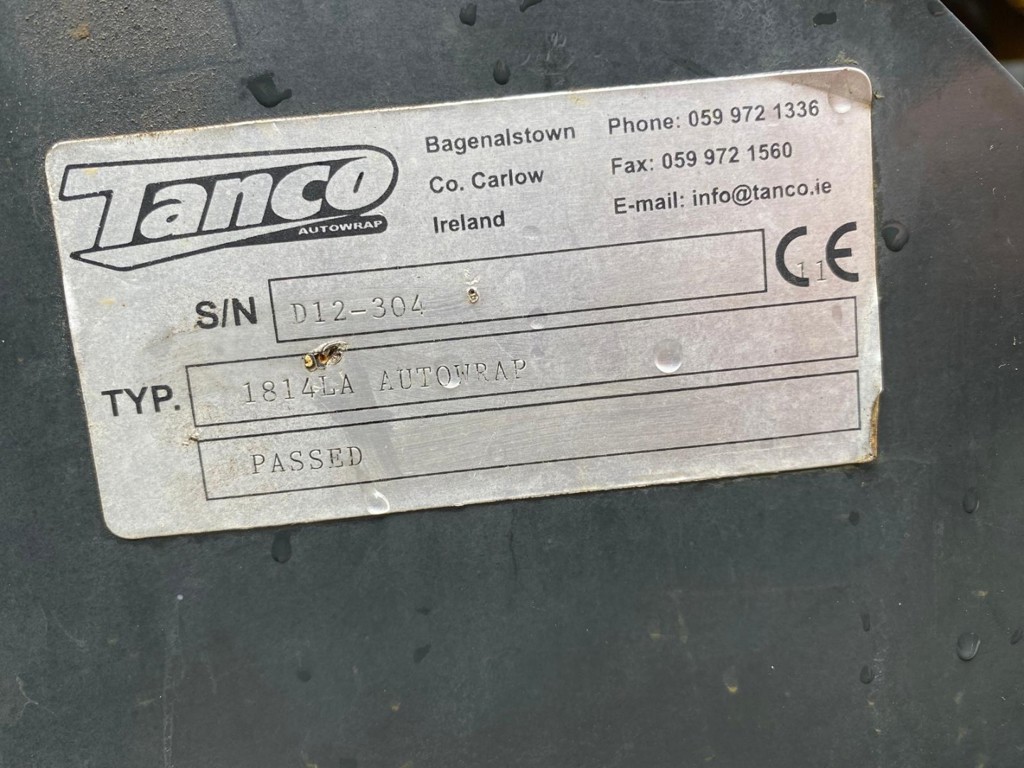 Tanco
AUTOWRAP
Bagenalstown
Co. Carlow
Ireland
Phone: 059 972 1336
Fax: 059 972 1560
E-mail: info@tanco.ie
S/N D12-304
CE 11
TYP. 1814LA AUTOWRAP
PASSED